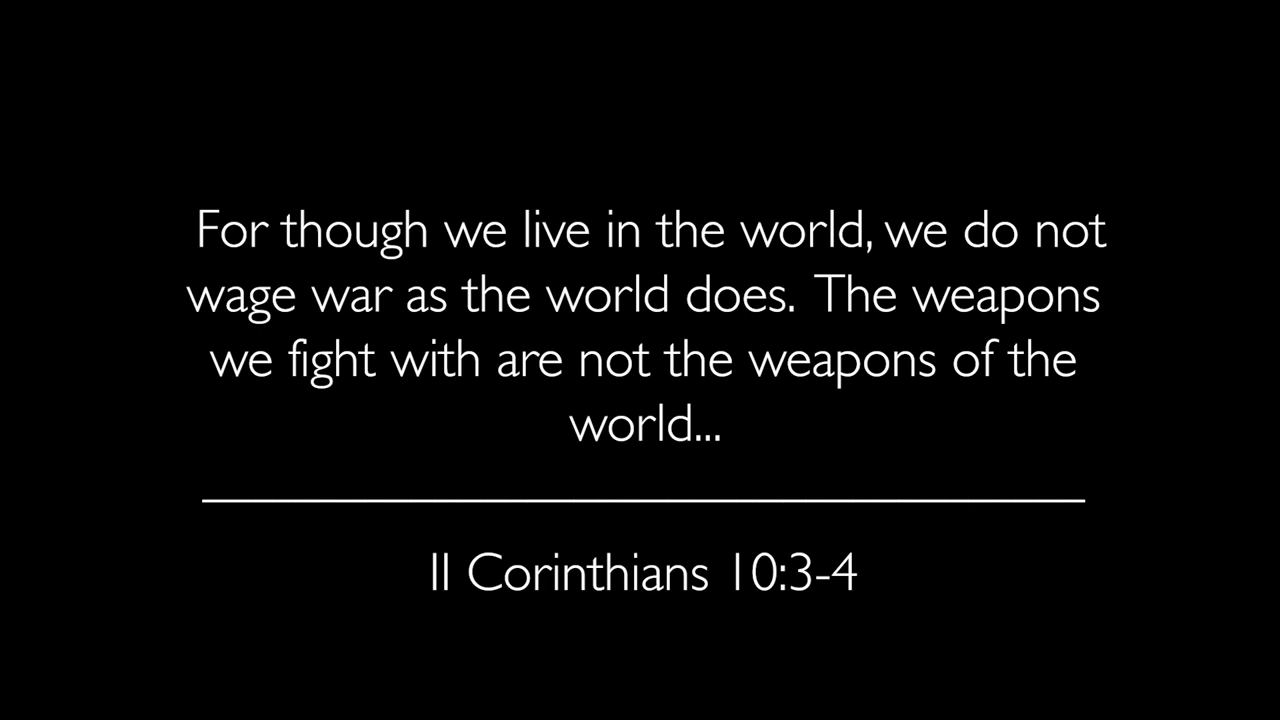 For though we live in the world, we do not
wage war as the world does. The weapons
we fight with are not the weapons of the
world...
II Corinthians 10:3-4